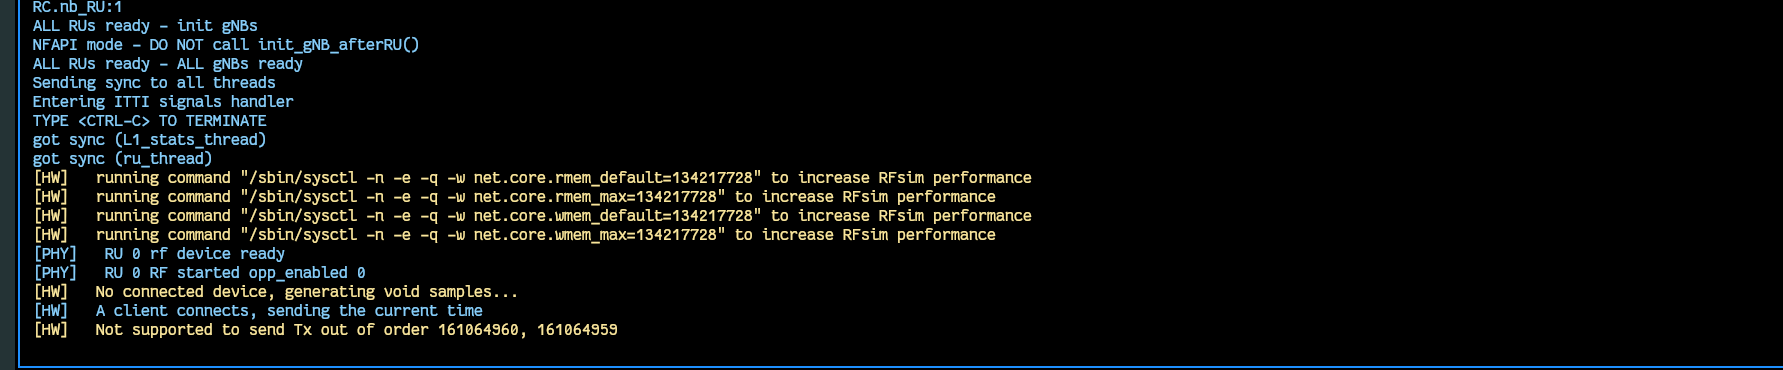 RC.nb_RU:1
ALL RUs ready - init gNBs
NFAPI mode - DO NOT call init_gNB_afterRU()
ALL RUs ready - ALL gNBs ready
Sending sync to all threads
Entering ITTI signals handler
TYPE <CTRL-C> TO TERMINATE
got sync (L1_stats_thread)
got sync (ru_thread)
[HW]   running command "/sbin/sysctl -n -e -q -w net.core.rmem_default=134217728" to increase RFsim performance
[HW]   running command "/sbin/sysctl -n -e -q -w net.core.rmem_max=134217728" to increase RFsim performance
[HW]   running command "/sbin/sysctl -n -e -q -w net.core.wmem_default=134217728" to increase RFsim performance
[HW]   running command "/sbin/sysctl -n -e -q -w net.core.wmem_max=134217728" to increase RFsim performance
[PHY]   RU 0 rf device ready
[PHY]   RU 0 RF started opp_enabled 0
[HW]   No connected device, generating void samples...
[HW]   A client connects, sending the current time
[HW]   Not supported to send Tx out of order 161064960, 161064959